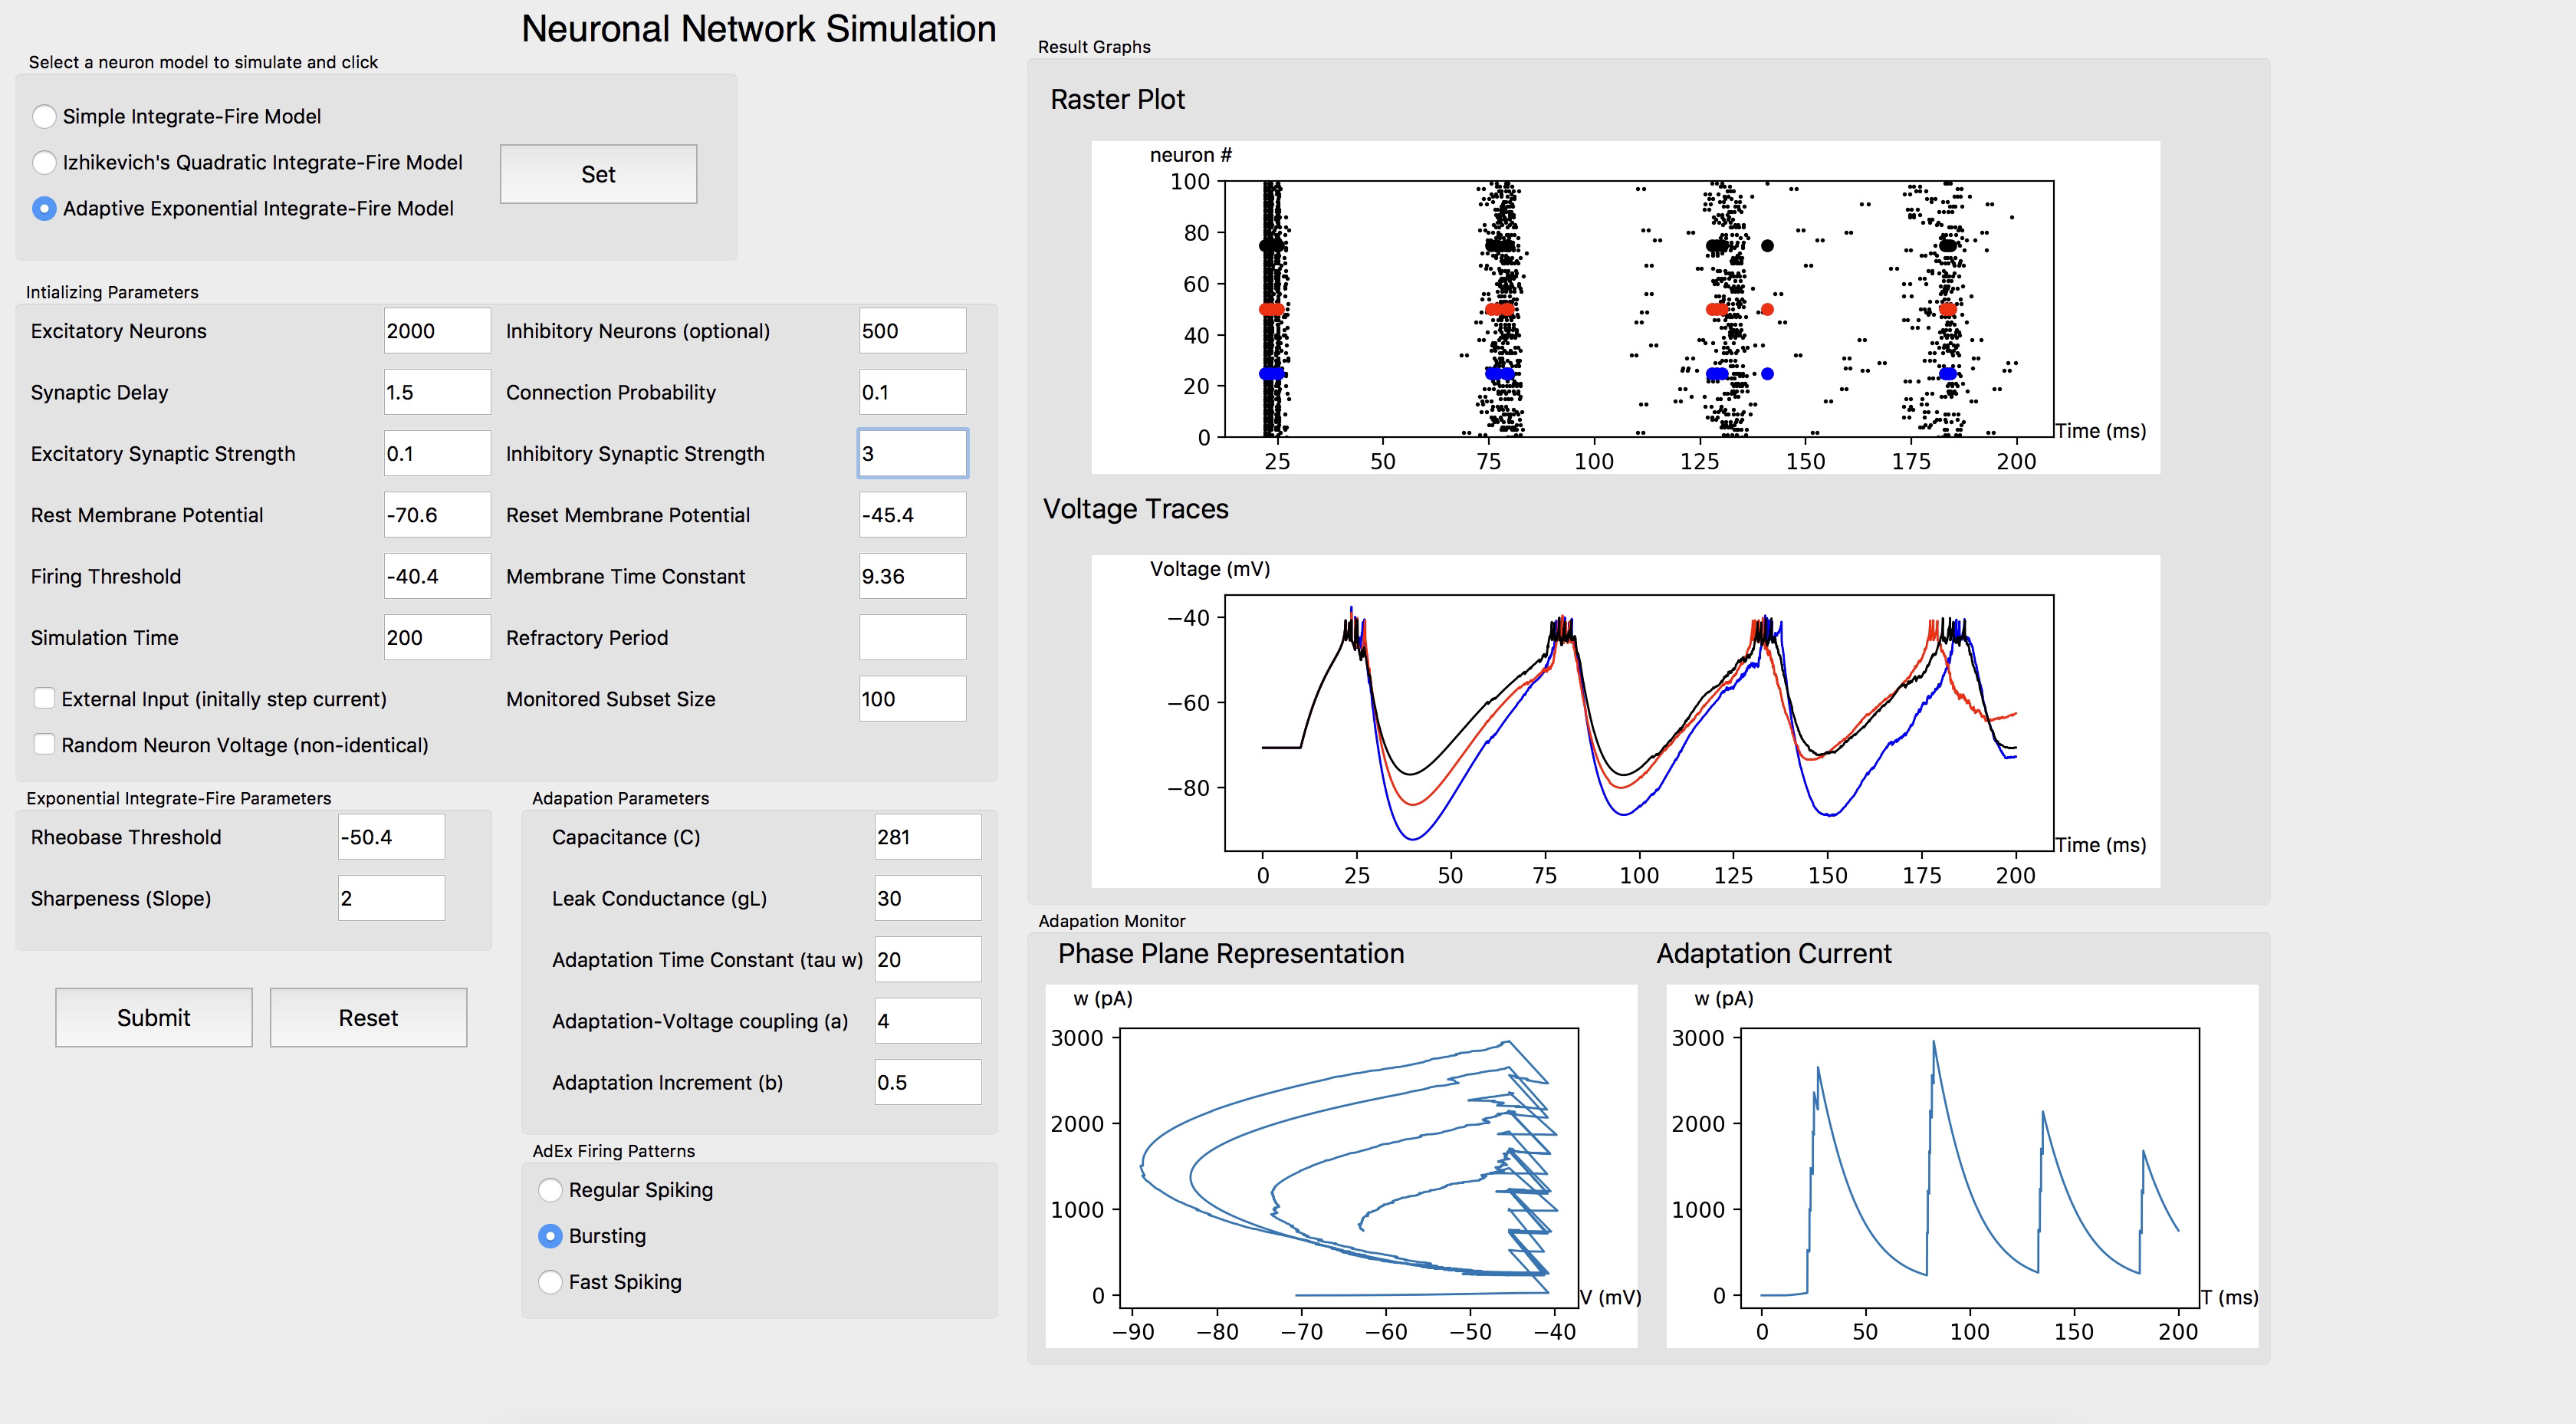 Neuronal Network Simulation
Select a neuron model to simulate and click
Simple Integrate-Fire Model
Izhikevich's Quadratic Integrate-Fire Model
Adaptive Exponential Integrate-Fire Model
Set
Intializing Parameters
Excitatory Neurons 2000 Inhibitory Neurons (optional) 500
Synaptic Delay 1.5 Connection Probability 0.1
Excitatory Synaptic Strength 0.1 Inhibitory Synaptic Strength 3
Rest Membrane Potential -70.6 Reset Membrane Potential -45.4
Firing Threshold -40.4 Membrane Time Constant 9.36
Simulation Time 200 Refractory Period
External Input (initally step current) Monitored Subset Size 100
Random Neuron Voltage (non-identical)
Exponential Integrate-Fire Parameters
Rheobase Threshold -50.4
Sharpeness (Slope) 2
Submit Reset
Adapation Parameters
Capacitance (C) 281
Leak Conductance (gL) 30
Adaptation Time Constant (tau w) 20
Adaptation-Voltage coupling (a) 4
Adaptation Increment (b) 0.5
AdEx Firing Patterns
Regular Spiking
Bursting
Fast Spiking
Result Graphs
Raster Plot
neuron #
100
80
60
40
20
0
25 50 75 100 125 150 175 200
Time (ms)
Voltage Traces
Voltage (mV)
−40
−60
−80
0 25 50 75 100 125 150 175 200
Time (ms)
Adapation Monitor
Phase Plane Representation
w (pA)
3000
2000
1000
0
−90 −80 −70 −60 −50 −40
V (mV)
Adaptation Current
w (pA)
3000
2000
1000
0
0 50 100 150 200
T (ms)